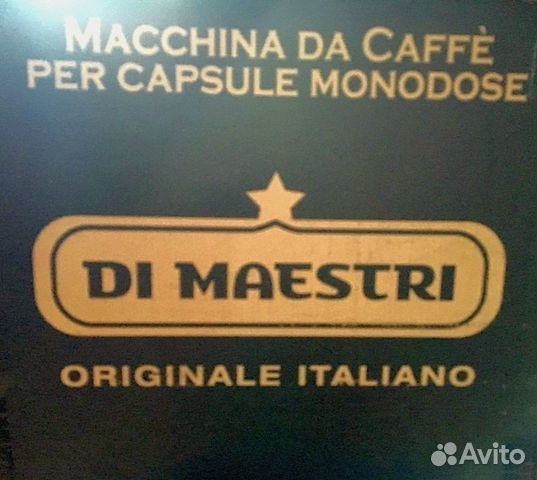 MACCHINA DA CAFFÈ
PER CAPSULE MONODOSE
DI MAESTRI
ORIGINALE ITALIANO
Avito